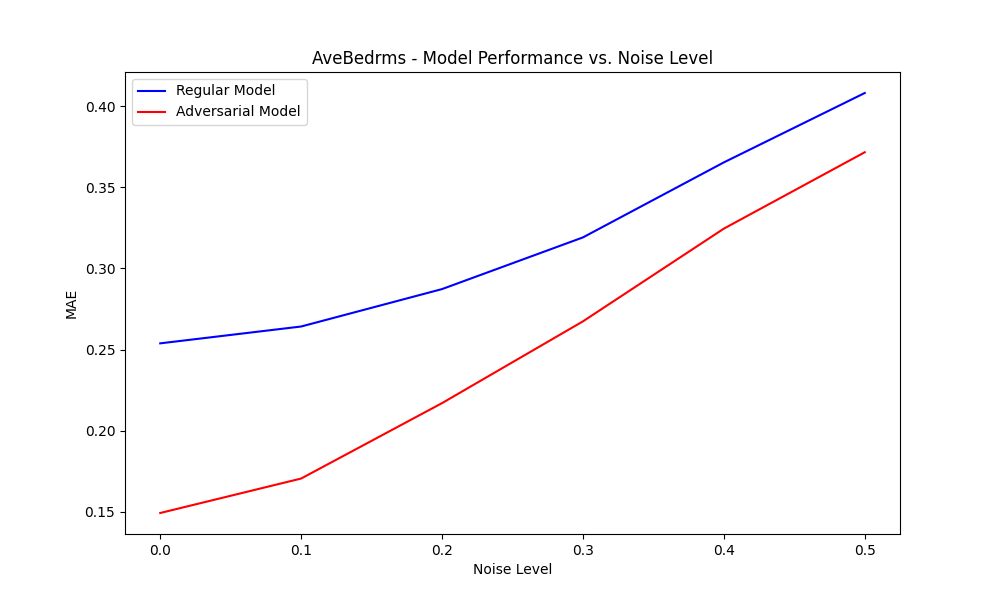 AveBedrms - Model Performance vs. Noise Level
Regular Model
Adversarial Model
MAE
0.40
0.35
0.30
0.25
0.20
0.15
0.0 0.1 0.2 0.3 0.4 0.5
Noise Level